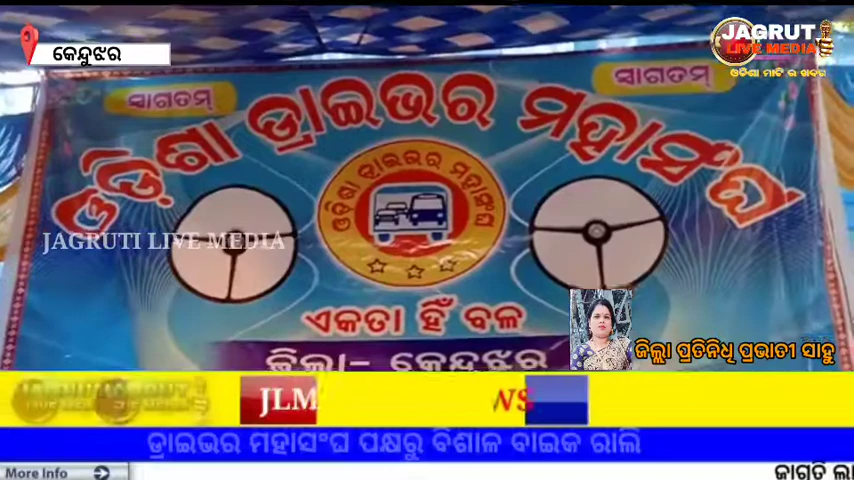 କେନ୍ଦୁଝର
JAGRUTI
LIVE MEDIA
ଓଡ଼ିଶା ମାଟି ର ଖବର
ସ୍ୱାଗତମ୍
ସ୍ୱାଗତମ୍
ଓଡ଼ିଶା ଡ୍ରାଇଭର ମହାସଂଘ
ଓଡ଼ିଶା ଡ୍ରାଇଭର ମହାସଂଘ
JAGRUTI LIVE MEDIA
ଏକତା ହିଁ ବଳ
ଜିଲ୍ଲା- କେନ୍ଦୁଝର
ଜିଲ୍ଲା ପ୍ରତିନିଧି ପ୍ରଭାତୀ ସାହୁ
JLM
ଡ୍ରାଇଭର ମହାସଂଘ ପକ୍ଷରୁ ବିଶାଳ ବାଇକ ରାଲି
More Info